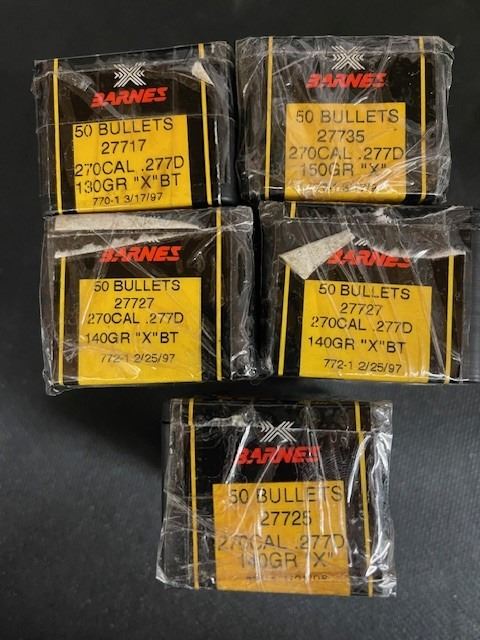 BARNES
50 BULLETS
27717
270CAL .277D
130GR "X"BT
770-1 3/17/97
BARNES
50 BULLETS
27735
270CAL .277D
150GR "X"
BARNES
50 BULLETS
27727
270CAL .277D
140GR "X"BT
772-1 2/25/97
BARNES
50 BULLETS
27727
270CAL .277D
140GR "X"BT
772-1 2/25/97
BARNES
50 BULLETS
27725
270CAL .277D
140GR "X"